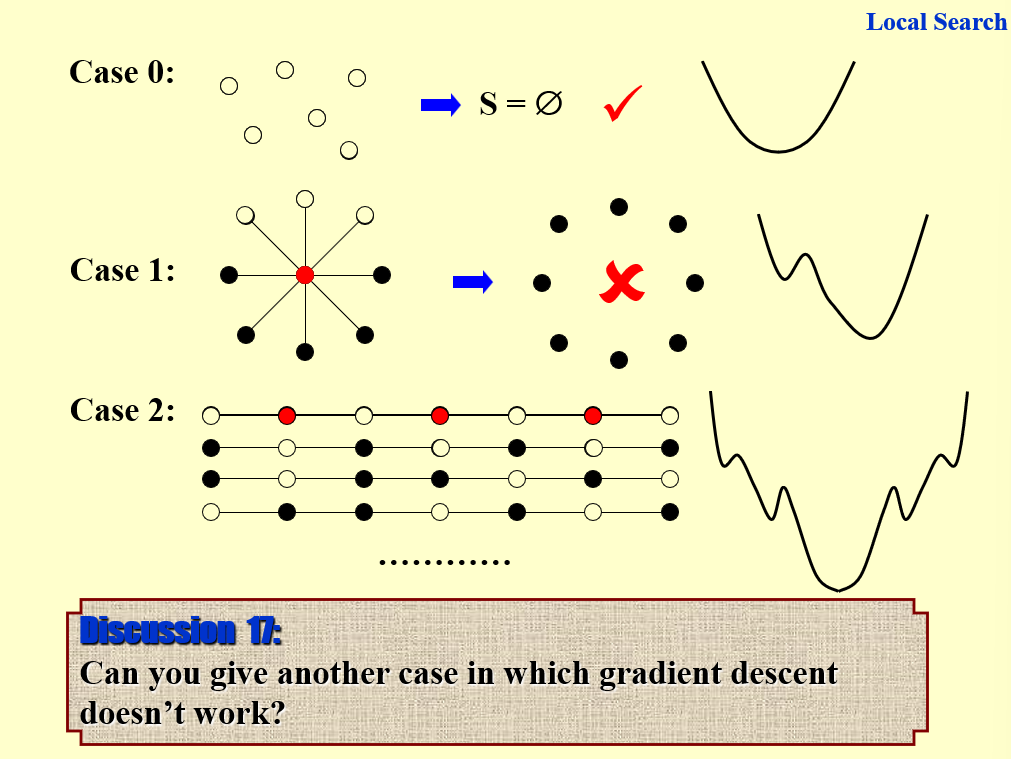 Local Search
Case 0:
S = ∅
Case 1:
Case 2:
…………
Discussion 17:
Can you give another case in which gradient descent
doesn’t work?